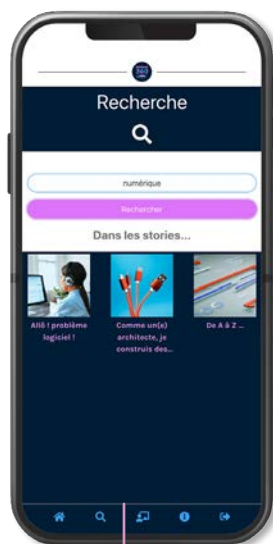 Recherche
numérique
Rechercher
Dans les stories...
Allô ! problème
logiciel !
Comme un(e)
architecte, je
construis des...
De A à Z ...